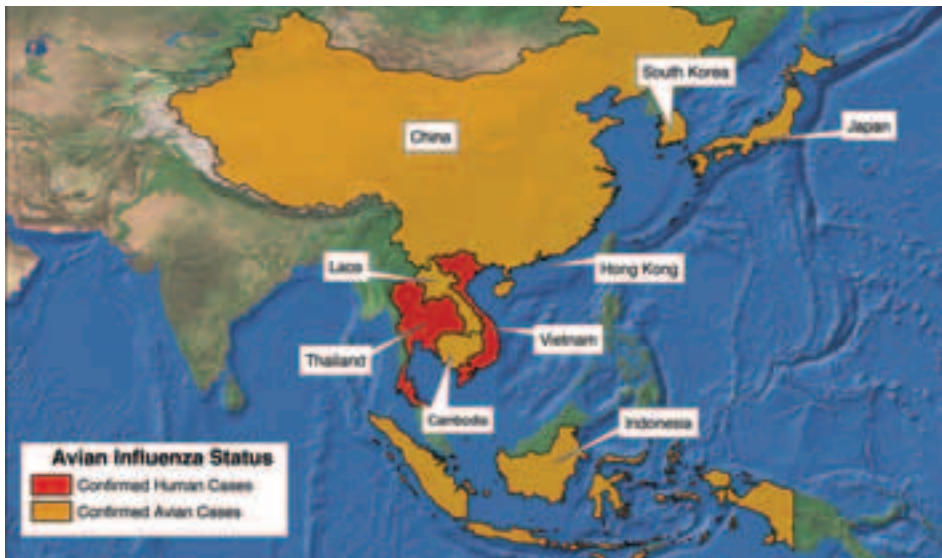 South Korea
China
Japan
Laos
Hong Kong
Vietnam
Thailand
Cambodia
Indonesia
Avian Influenza Status
Confirmed Human Cases
Confirmed Avian Cases